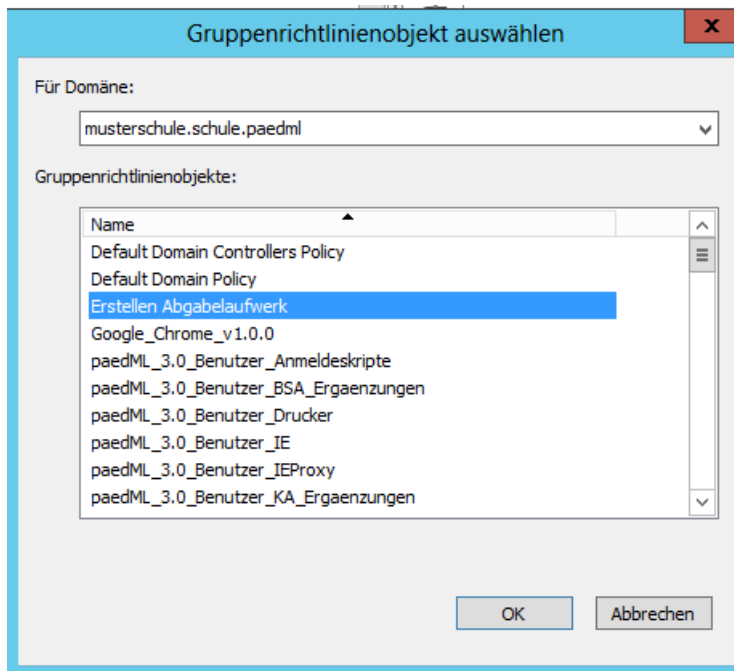 Gruppenrichtlinienobjekt auswählen
x
Für Domäne:
musterschule.schule.paedml
Gruppenrichtlinienobjekte:
Name
Default Domain Controllers Policy
Default Domain Policy
Erstellen Abgabelaufwerk
Google_Chrome_v1.0.0
paedML_3.0_Benutzer_Anmeldeskripte
paedML_3.0_Benutzer_BSA_Ergaenzungen
paedML_3.0_Benutzer_Drucker
paedML_3.0_Benutzer_IE
paedML_3.0_Benutzer_IEProxy
paedML_3.0_Benutzer_KA_Ergaenzungen
OK Abbrechen